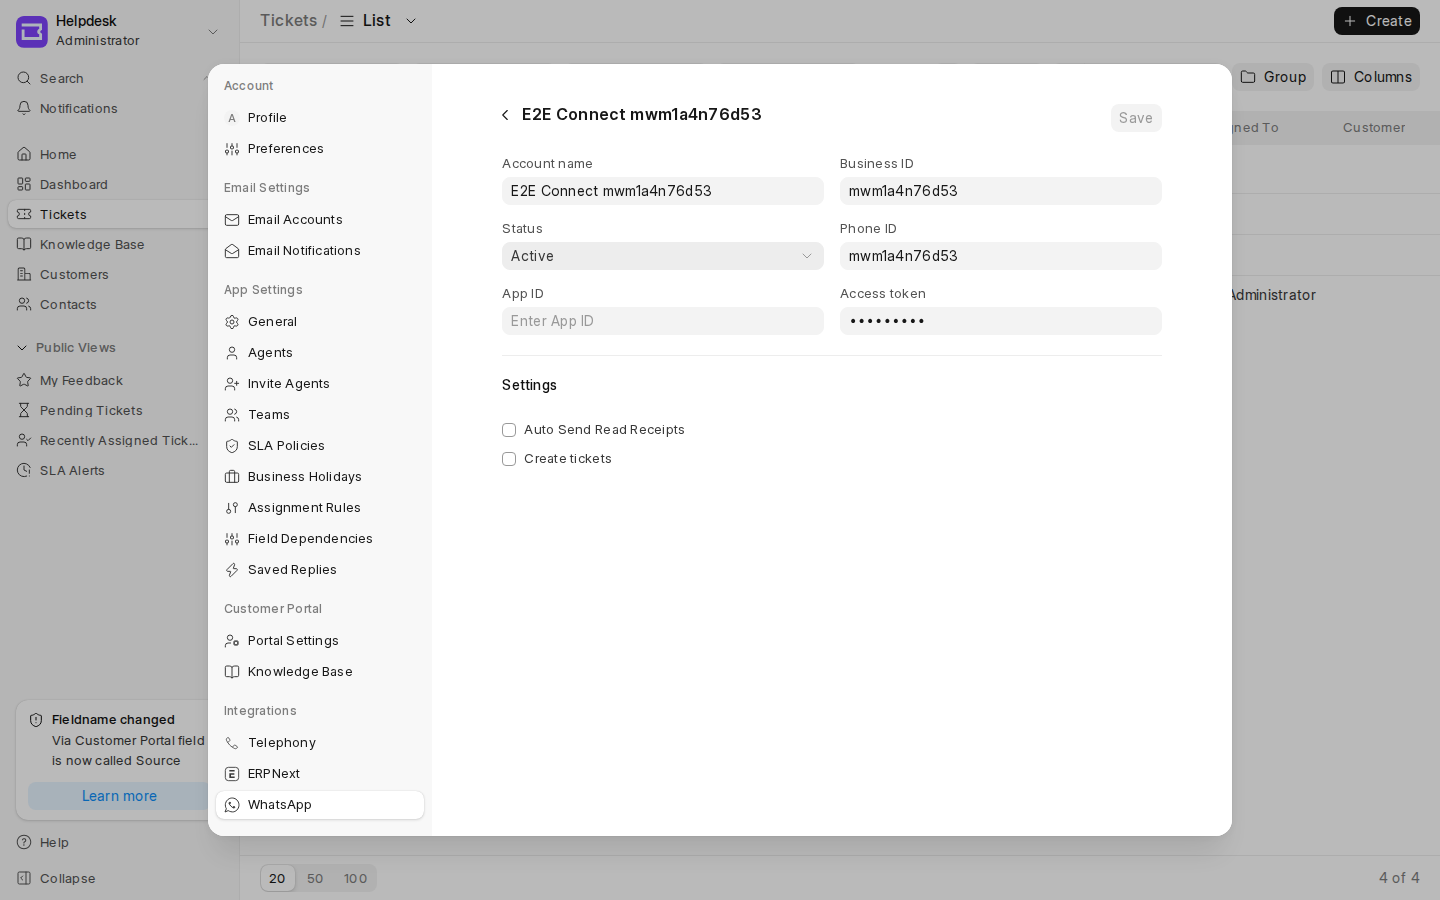 Helpdesk
Administrator
Search
Notifications
Home
Dashboard
Tickets
Knowledge Base
Customers
Contacts
Public Views
My Feedback
Pending Tickets
Recently Assigned Tick...
SLA Alerts
Fieldname changed
Via Customer Portal field
is now called Source
Learn more
Help
Collapse
Tickets / List
Create
Group
Columns
ned To
Customer
Administrator
20 50 100
4 of 4
Account
A Profile
Preferences
Email Settings
Email Accounts
Email Notifications
App Settings
General
Agents
Invite Agents
Teams
SLA Policies
Business Holidays
Assignment Rules
Field Dependencies
Saved Replies
Customer Portal
Portal Settings
Knowledge Base
Integrations
Telephony
ERPNext
WhatsApp
E2E Connect mwm1a4n76d53
Save
Account name
E2E Connect mwm1a4n76d53
Business ID
mwm1a4n76d53
Status
Active
Phone ID
mwm1a4n76d53
App ID
Enter App ID
Access token
•••••••••
Settings
Auto Send Read Receipts
Create tickets